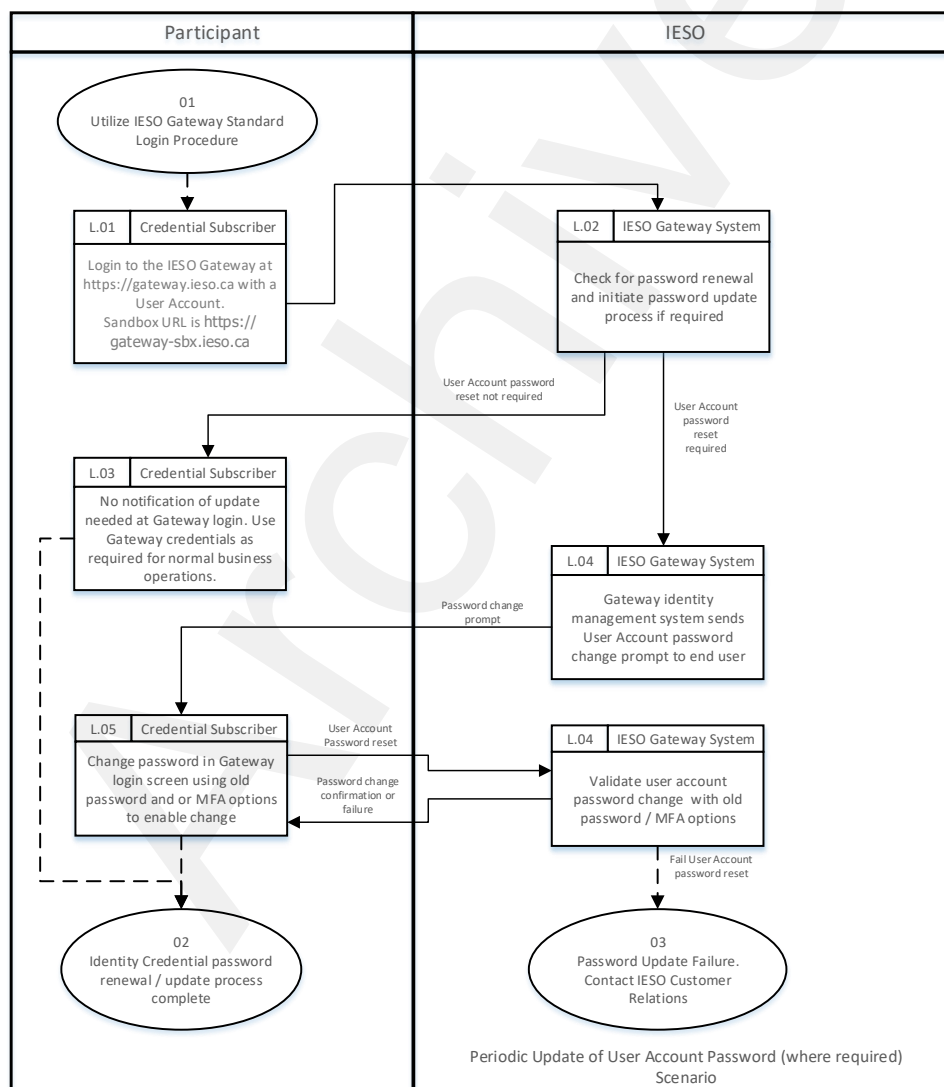 Participant
IESO
01
Utilize IESO Gateway Standard
Login Procedure
L.01 Credential Subscriber
Login to the IESO Gateway at
https://gateway.ieso.ca with a
User Account.
Sandbox URL is https://
gateway-sbx.ieso.ca
L.02 IESO Gateway System
Check for password renewal
and initiate password update
process if required
User Account password
reset not required
User Account
password
reset
required
L.03 Credential Subscriber
No notification of update
needed at Gateway login. Use
Gateway credentials as
required for normal business
operations.
L.04 IESO Gateway System
Gateway identity
management system sends
User Account password
change prompt to end user
Password change
prompt
L.05 Credential Subscriber
Change password in Gateway
login screen using old
password and or MFA options
to enable change
User Account
Password reset
Password change
confirmation or
failure
L.04 IESO Gateway System
Validate user account
password change with old
password / MFA options
Fail User Account
password reset
02
Identity Credential password
renewal / update process
complete
03
Password Update Failure.
Contact IESO Customer
Relations
Periodic Update of User Account Password (where required)
Scenario
Archive